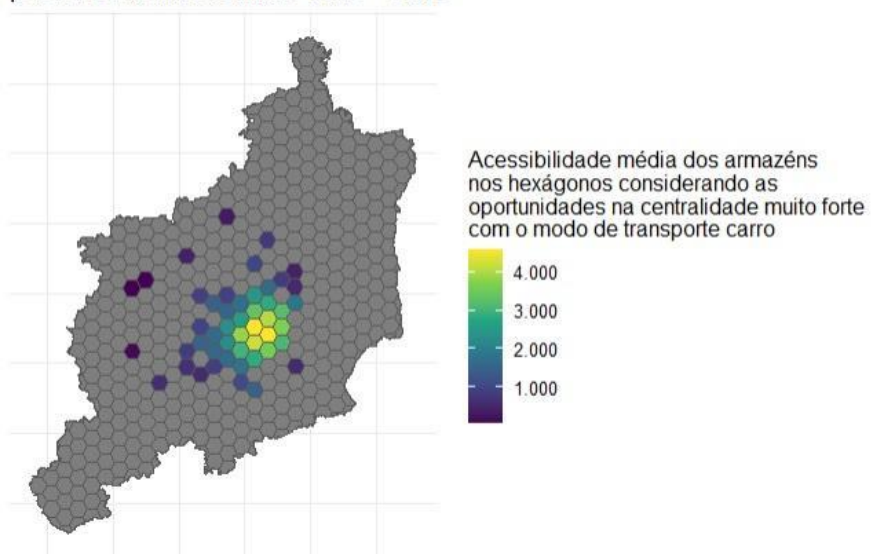 Acessibilidade média dos armazéns
nos hexágonos considerando as
oportunidades na centralidade muito forte
com o modo de transporte carro
4.000
3.000
2.000
1.000